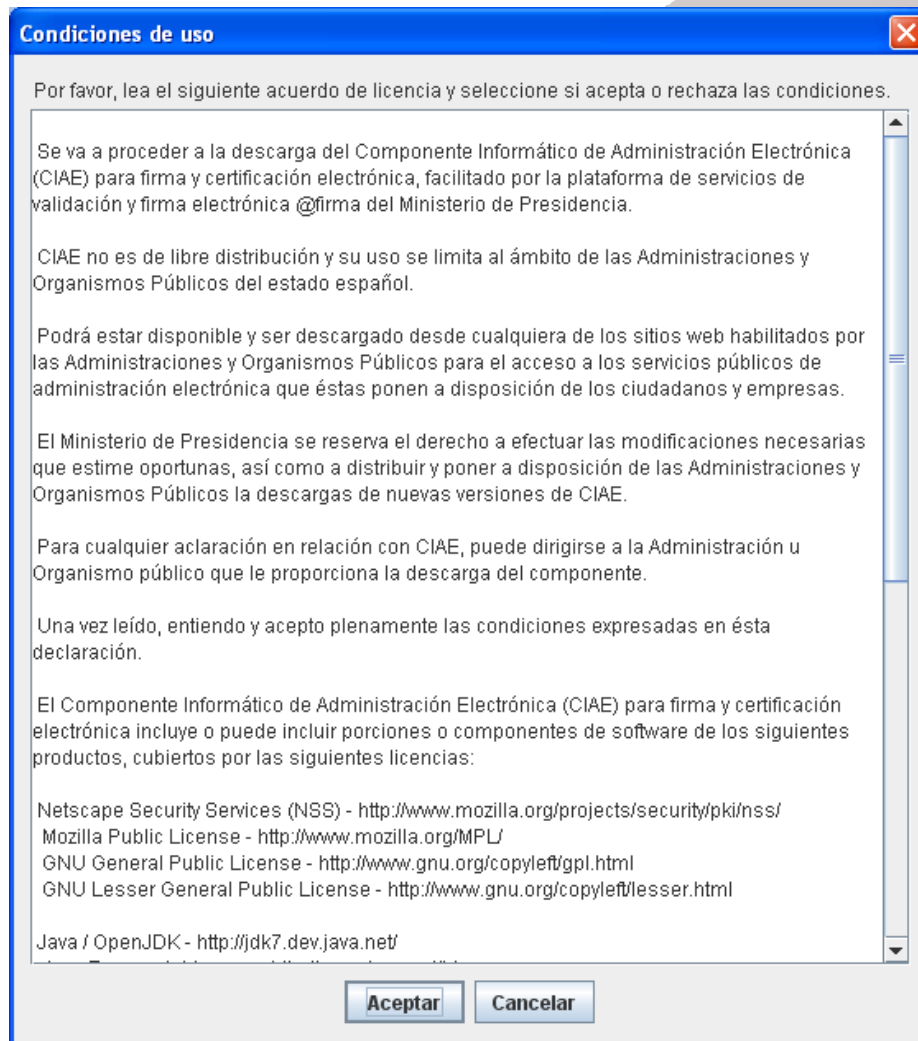 Condiciones de uso
Por favor, lea el siguiente acuerdo de licencia y seleccione si acepta o rechaza las condiciones.
Se va a proceder a la descarga del Componente Informático de Administración Electrónica
(CIAE) para firma y certificación electrónica, facilitado por la plataforma de servicios de
validación y firma electrónica @firma del Ministerio de Presidencia.
CIAE no es de libre distribución y su uso se limita al ámbito de las Administraciones y
Organismos Públicos del estado español.
Podrá estar disponible y ser descargado desde cualquiera de los sitios web habilitados por
las Administraciones y Organismos Públicos para el acceso a los servicios públicos de
administración electrónica que éstas ponen a disposición de los ciudadanos y empresas.
El Ministerio de Presidencia se reserva el derecho a efectuar las modificaciones necesarias
que estime oportunas, así como a distribuir y poner a disposición de las Administraciones y
Organismos Públicos la descargas de nuevas versiones de CIAE.
Para cualquier aclaración en relación con CIAE, puede dirigirse a la Administración u
Organismo público que le proporciona la descarga del componente.
Una vez leído, entiendo y acepto plenamente las condiciones expresadas en ésta
declaración.
El Componente Informático de Administración Electrónica (CIAE) para firma y certificación
electrónica incluye o puede incluir porciones o componentes de software de los siguientes
productos, cubiertos por las siguientes licencias:
Netscape Security Services (NSS) - http://www.mozilla.org/projects/security/pki/nss/
Mozilla Public License - http://www.mozilla.org/MPL/
GNU General Public License - http://www.gnu.org/copyleft/gpl.html
GNU Lesser General Public License - http://www.gnu.org/copyleft/lesser.html
Java / OpenJDK - http://jdk7.dev.java.net/
Aceptar Cancelar